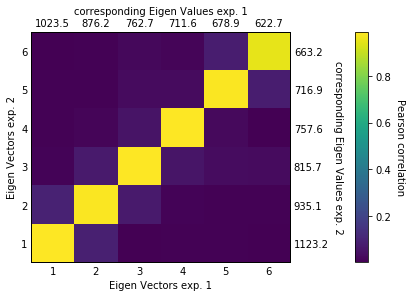 corresponding Eigen Values exp. 1
1023.5 876.2 762.7 711.6 678.9 622.7
6 663.2
5 716.9
4 757.6
3 815.7
2 935.1
1 1123.2
1 2 3 4 5 6
Eigen Vectors exp. 1
Eigen Vectors exp. 2
corresponding Eigen Values exp. 2
0.8
0.6
0.4
0.2
Pearson correlation